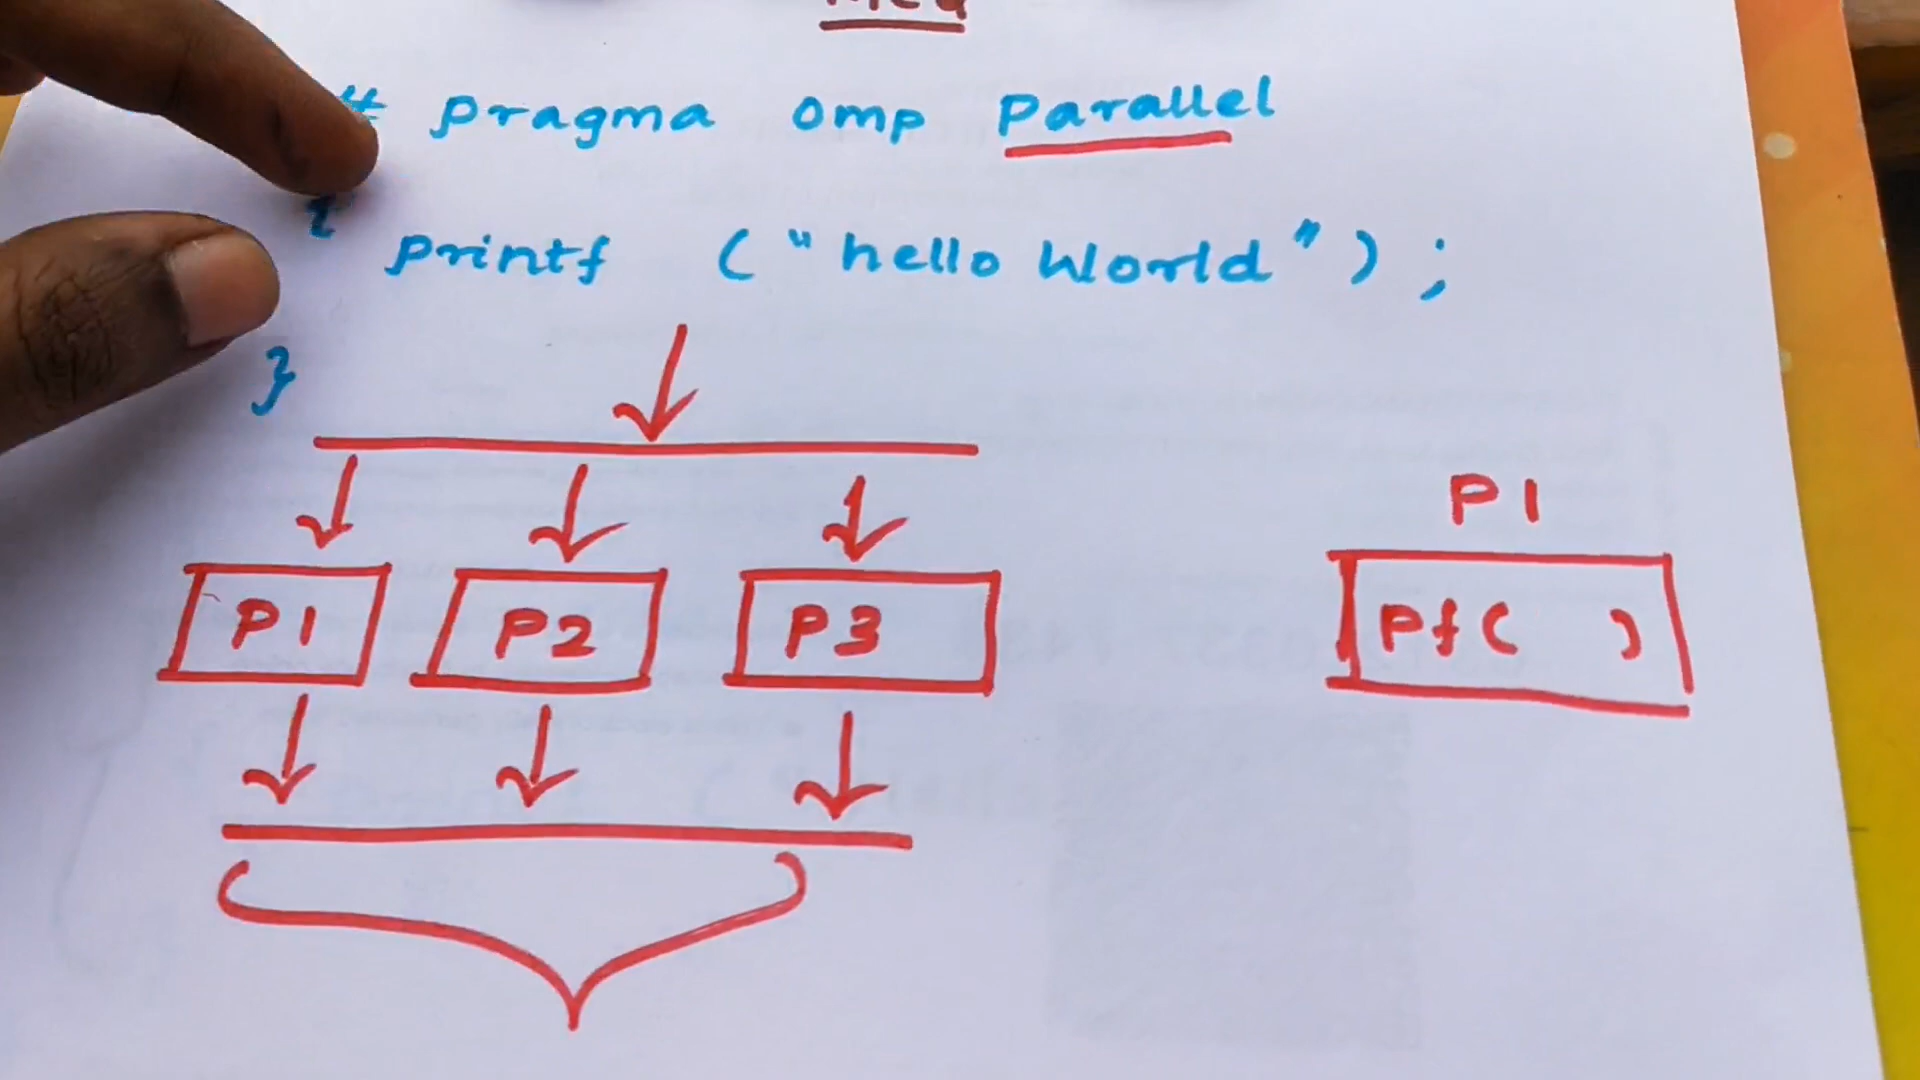 # pragma omp parallel
{
printf ("hello World");
}
P1
P1 P2 P3
Pf( )